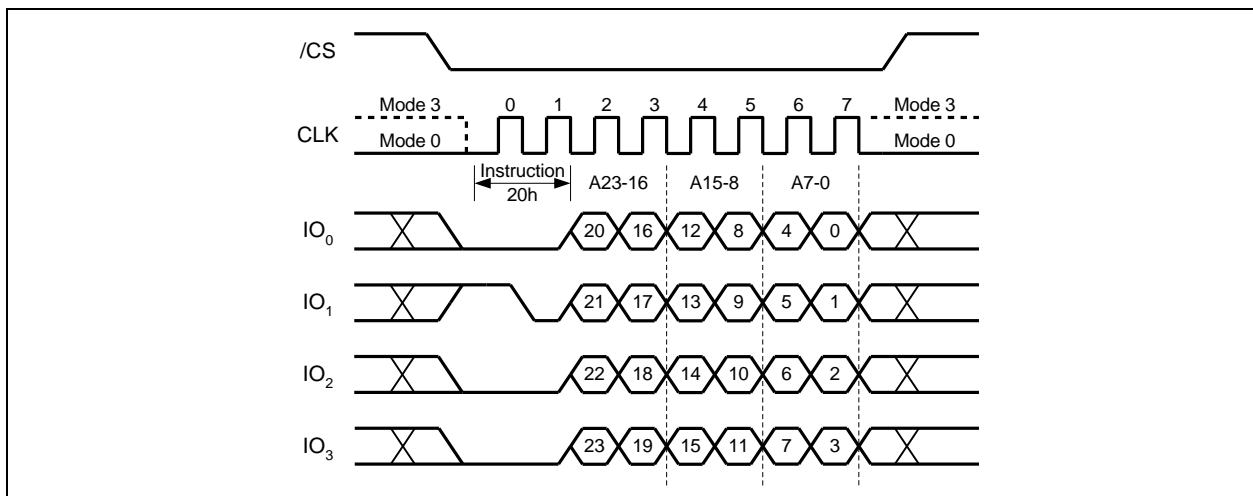 /CS
Mode 3 0 1 2 3 4 5 6 7 Mode 3
CLK Mode 0 Mode 0
Instruction A23-16 A15-8 A7-0
20h
IO0 20 16 12 8 4 0
IO1 21 17 13 9 5 1
IO2 22 18 14 10 6 2
IO3 23 19 15 11 7 3